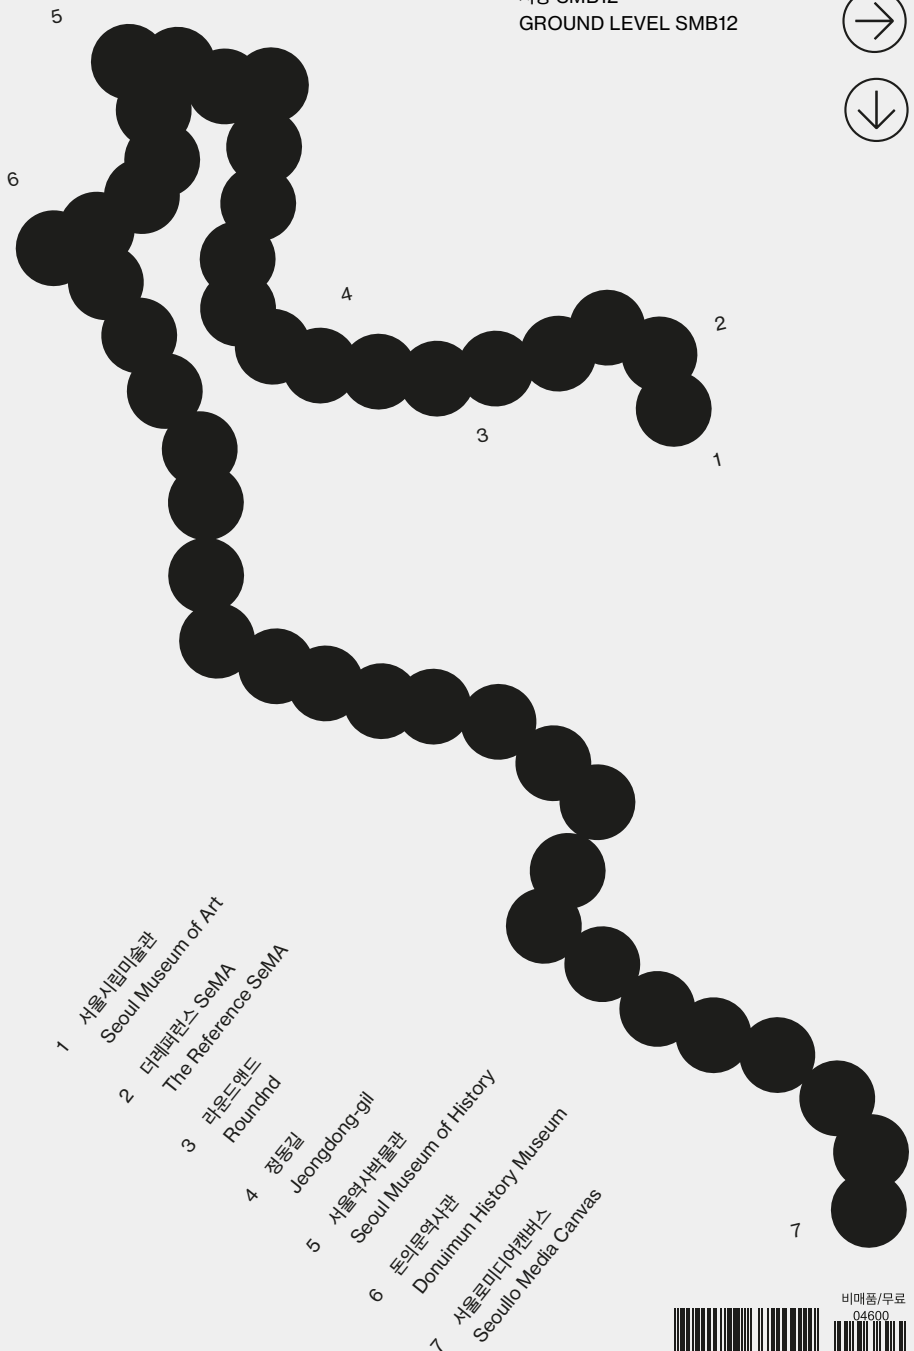 GROUND LEVEL SMB12
5
6
4
2
3
1
1
서울시립미술관
Seoul Museum of Art
2
더레퍼런스 SeMA
The Reference SeMA
3
라운드앤드
Roundnd
4
정동길
Jeongdong-gil
5
서울역사박물관
Seoul Museum of History
6
돈의문역사관
Donuimun History Museum
7
서울로미디어캔버스
Seoullo Media Canvas
7
비매품/무료
04600